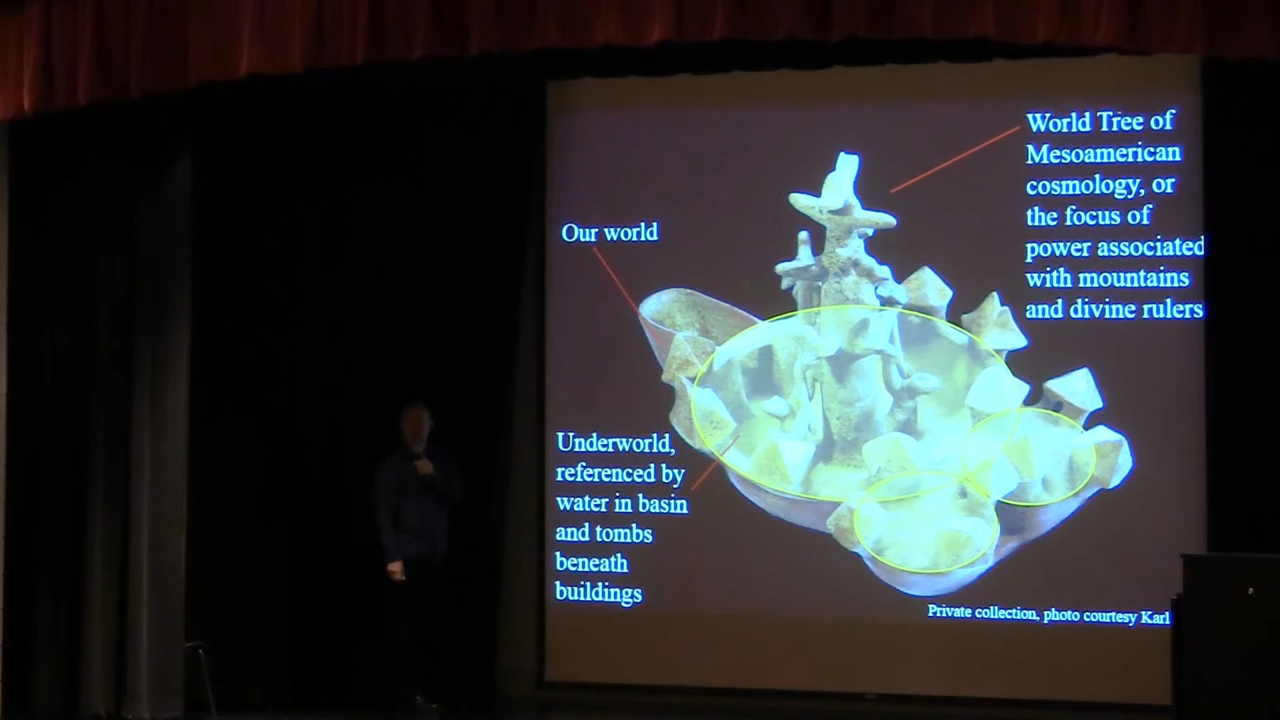 World Tree of
Mesoamerican
cosmology, or
the focus of
power associated
with mountains
and divine rulers
Our world
Underworld,
referenced by
water in basin
and tombs
beneath
buildings
Private collection, photo courtesy Karl